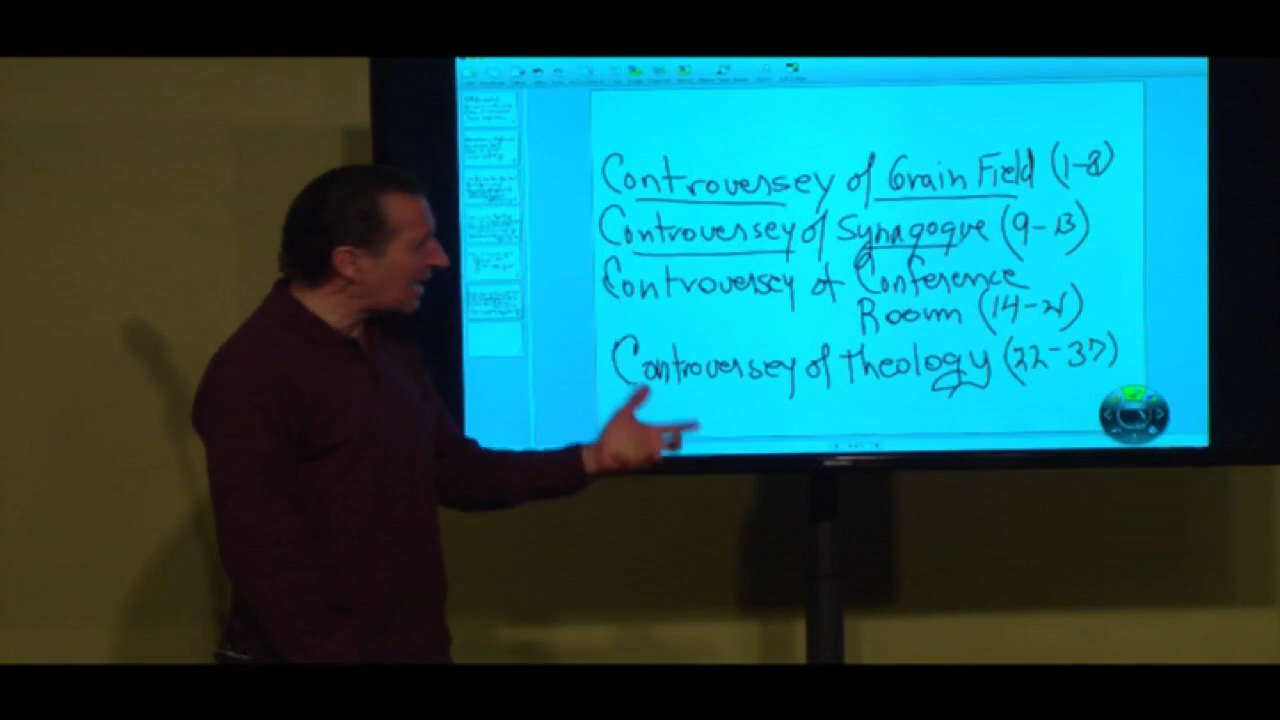 Controversey of Grain Field (1-8)
Controversey of Synagogue (9-13)
Controversey of Conference
Room (14-21)
Controversey of Theology (22-37)